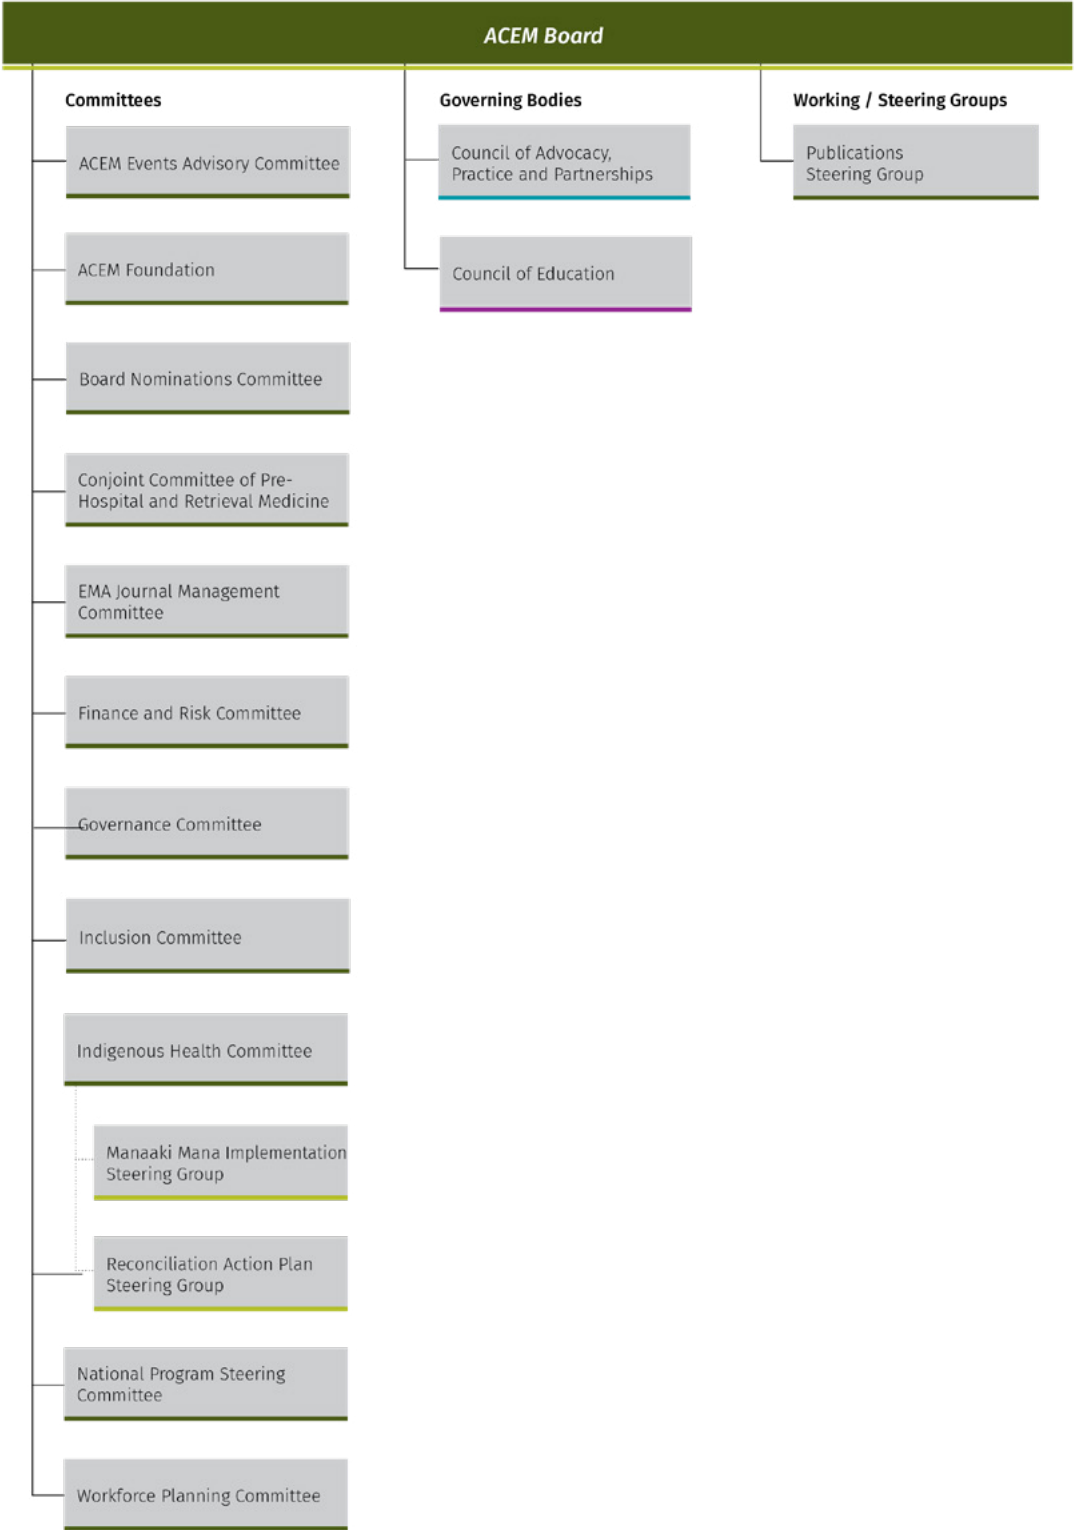 ACEM Board
Committees
ACEM Events Advisory Committee
ACEM Foundation
Board Nominations Committee
Conjoint Committee of Pre-
Hospital and Retrieval Medicine
EMA Journal Management
Committee
Finance and Risk Committee
Governance Committee
Inclusion Committee
Indigenous Health Committee
Manaaki Mana Implementation
Steering Group
Reconciliation Action Plan
Steering Group
National Program Steering
Committee
Workforce Planning Committee
Governing Bodies
Council of Advocacy,
Practice and Partnerships
Council of Education
Working / Steering Groups
Publications
Steering Group